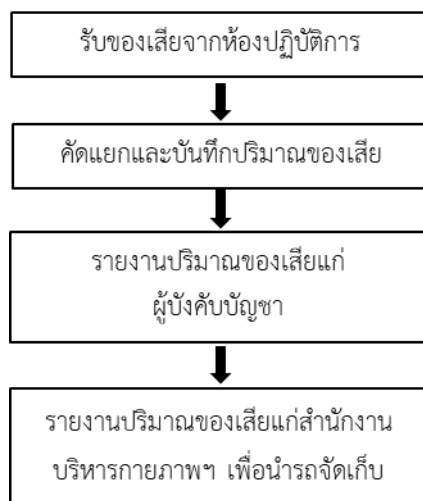 รับของเสียจากห้องปฏิบัติการ
คัดแยกและบันทึกปริมาณของเสีย
รายงานปริมาณของเสียแก่
ผู้บังคับบัญชา
รายงานปริมาณของเสียแก่สำนักงาน
บริหารกายภาพฯ เพื่อนำรถจัดเก็บ